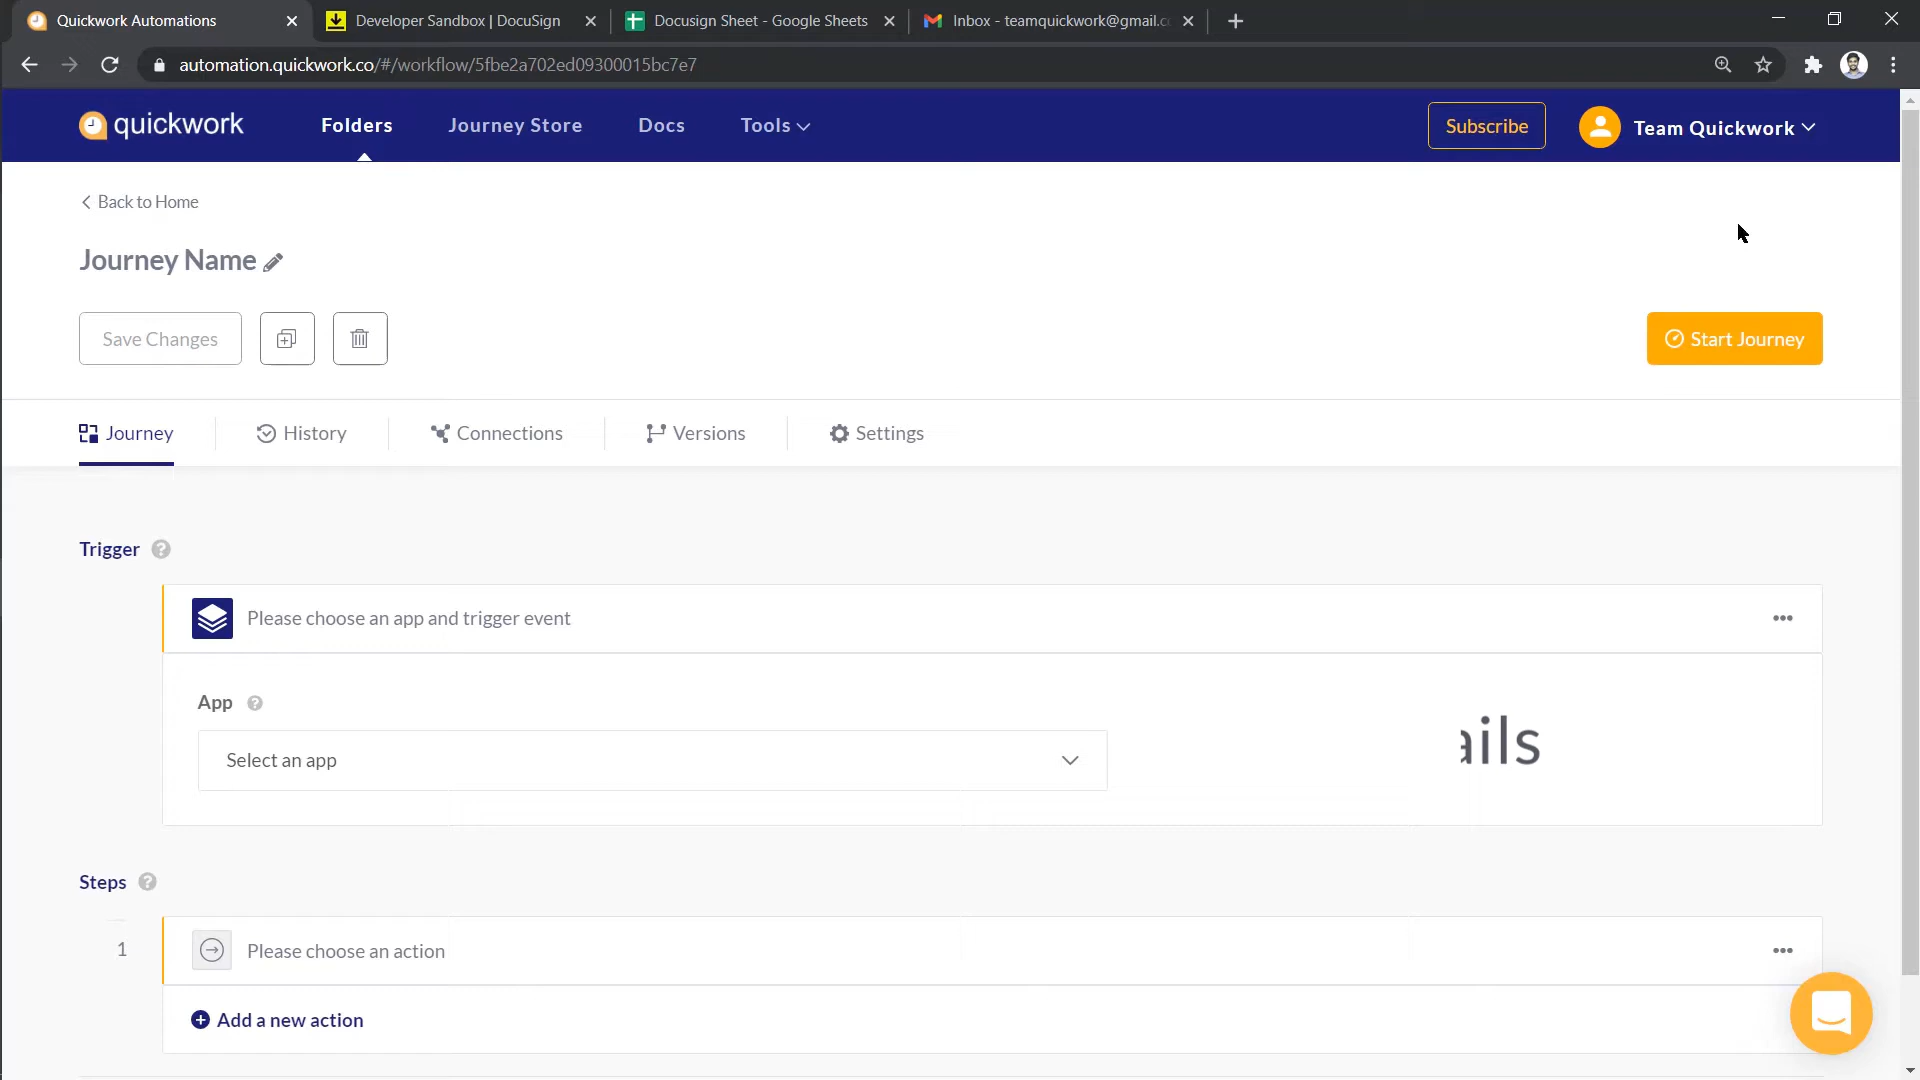 Quickwork Automations
Developer Sandbox | DocuSign
Docusign Sheet - Google Sheets
Inbox - teamquickwork@gmail.c
automation.quickwork.co/#/workflow/5fbe2a702ed09300015bc7e7
quickwork
Folders
Journey Store
Docs
Tools
Subscribe
Team Quickwork
Back to Home
Journey Name
Save Changes
Start Journey
Journey
History
Connections
Versions
Settings
Trigger ?
Please choose an app and trigger event
App ?
Select an app
ails
Steps ?
1
Please choose an action
Add a new action